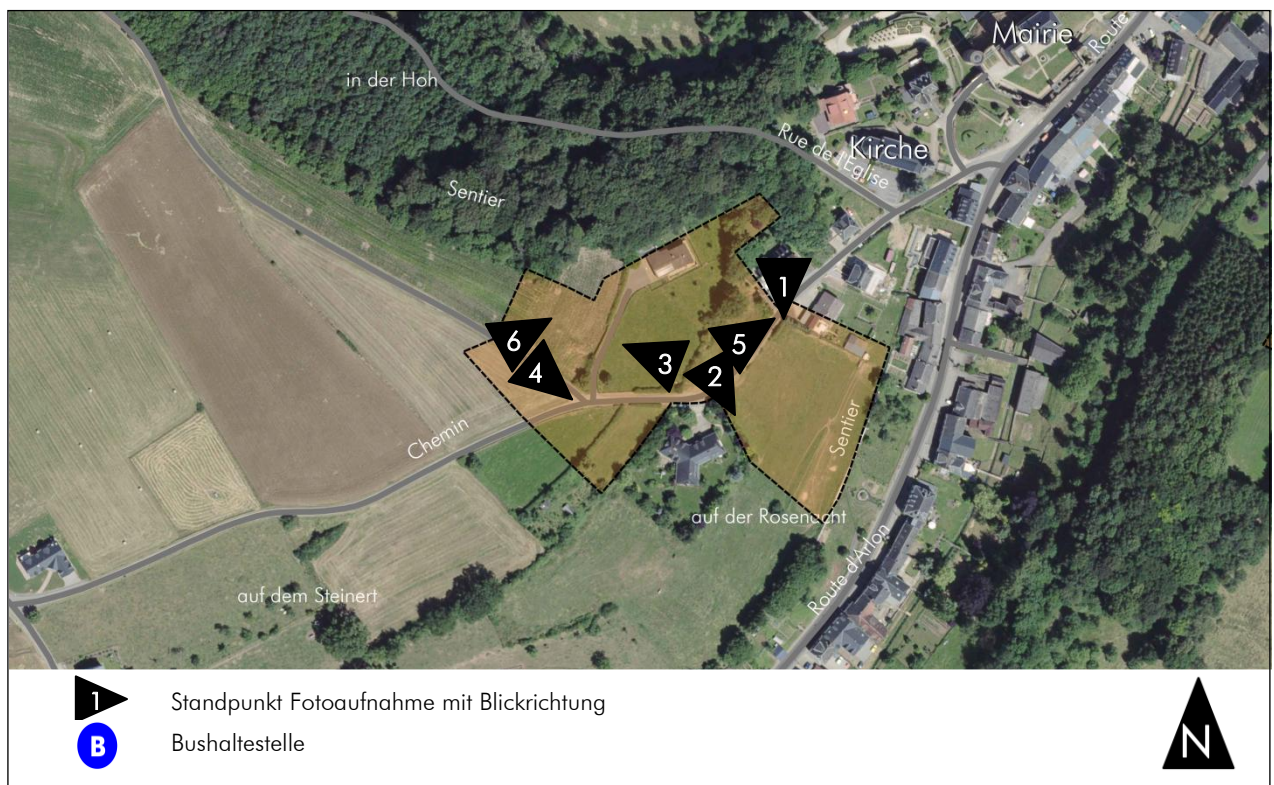 Mairie
Route
in der Hoh
Rue de l'Eglise
Kirche
Sentier
1
6
5
3
4
2
Chemin
Sentier
auf der Rosenacht
Route d'Arlon
auf dem Steinert
1 Standpunkt Fotoaufnahme mit Blickrichtung
B Bushaltestelle
N